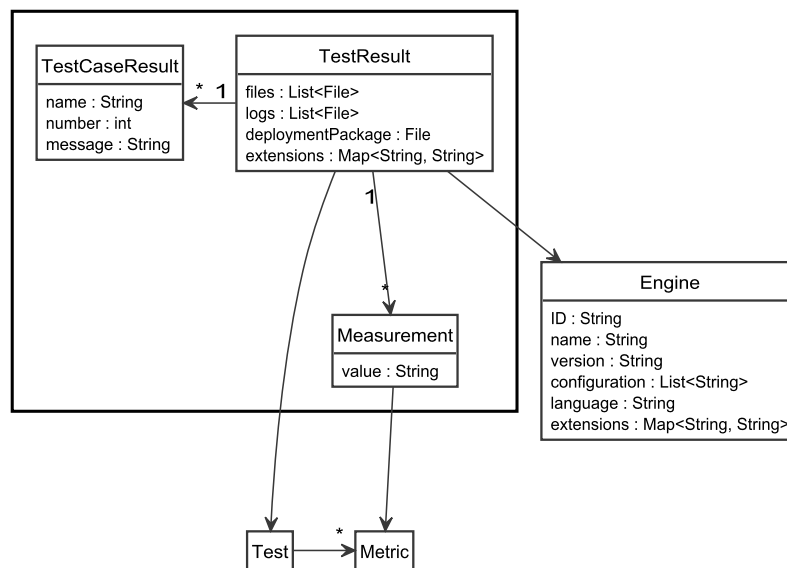 TestCaseResult
name : String
number : int
message : String
* 1
TestResult
files : List<File>
logs : List<File>
deploymentPackage : File
extensions : Map<String, String>
1
*
Measurement
value : String
Engine
ID : String
name : String
version : String
configuration : List<String>
language : String
extensions : Map<String, String>
Test
*
Metric